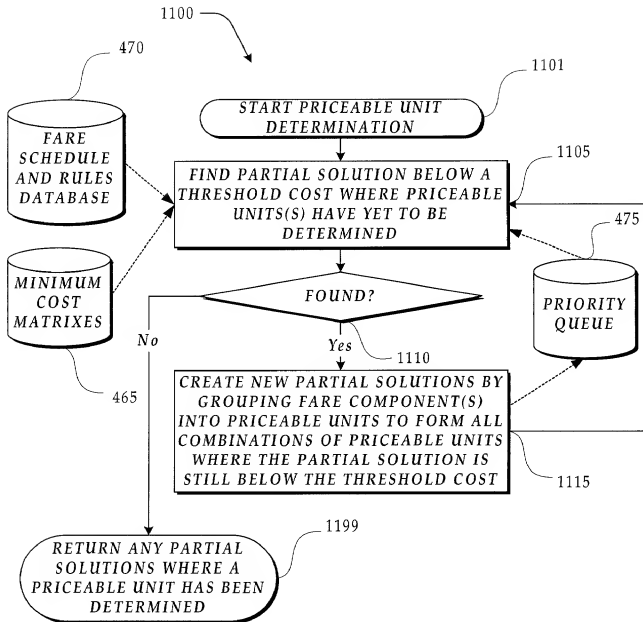 1100
470
1101
START PRICEABLE UNIT
DETERMINATION
FARE
SCHEDULE
AND RULES
DATABASE
1105
FIND PARTIAL SOLUTION BELOW A
THRESHOLD COST WHERE PRICEABLE
UNITS(S) HAVE YET TO BE
DETERMINED
475
MINIMUM
COST
MATRIXES
FOUND?
PRIORITY
QUEUE
No
Yes
1110
465
CREATE NEW PARTIAL SOLUTIONS BY
GROUPING FARE COMPONENT(S)
INTO PRICEABLE UNITS TO FORM ALL
COMBINATIONS OF PRICEABLE UNITS
WHERE THE PARTIAL SOLUTION IS
STILL BELOW THE THRESHOLD COST
1115
1199
RETURN ANY PARTIAL
SOLUTIONS WHERE A
PRICEABLE UNIT HAS BEEN
DETERMINED